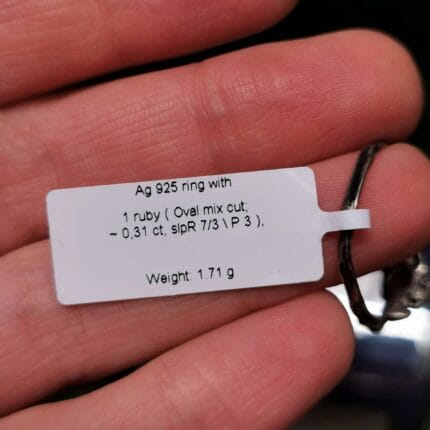 Ag 925 ring with
1 ruby ( Oval mix cut;
~ 0,31 ct, slpR 7/3 \ P 3 ),
Weight: 1.71 g